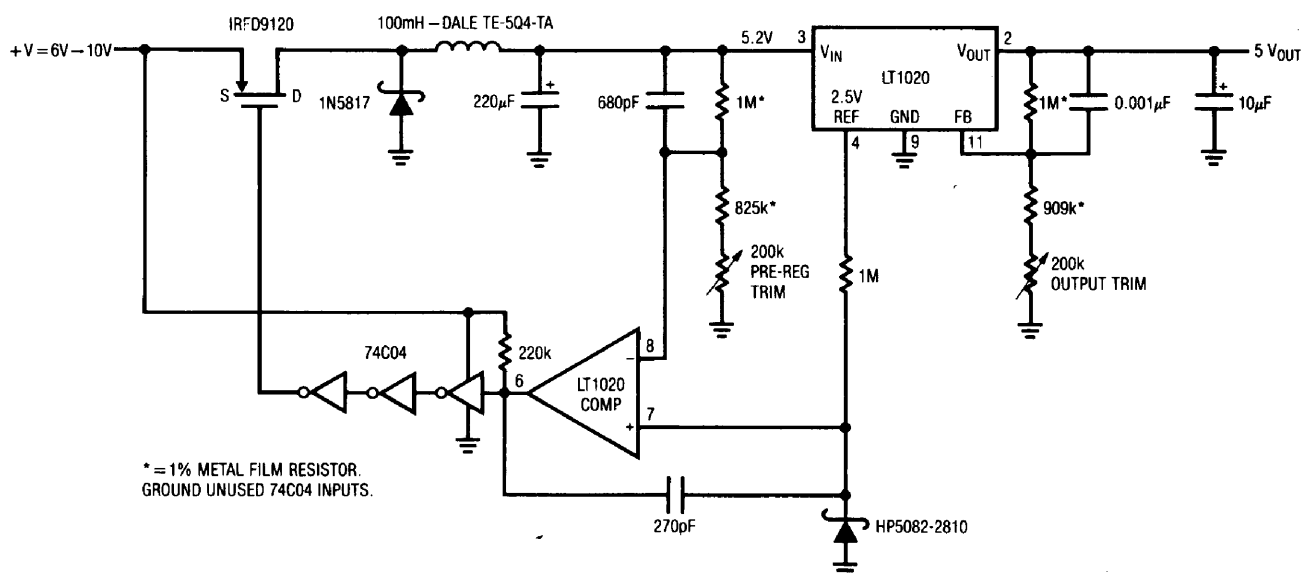 IRFD9120
100mH – DALE TE-5Q4-TA
+V = 6V → 10V
S
D
1N5817
220μF
+
680pF
1M*
5.2V
3
VIN
VOUT
2
LT1020
2.5V
REF
GND
FB
4
9
11
1M*
0.001μF
+
10μF
5 VOUT
825k*
200k
PRE-REG
TRIM
1M
909k*
200k
OUTPUT TRIM
74C04
220k
6
LT1020
COMP
8
–
7
+
270pF
HP5082-2810
* = 1% METAL FILM RESISTOR.
GROUND UNUSED 74C04 INPUTS.